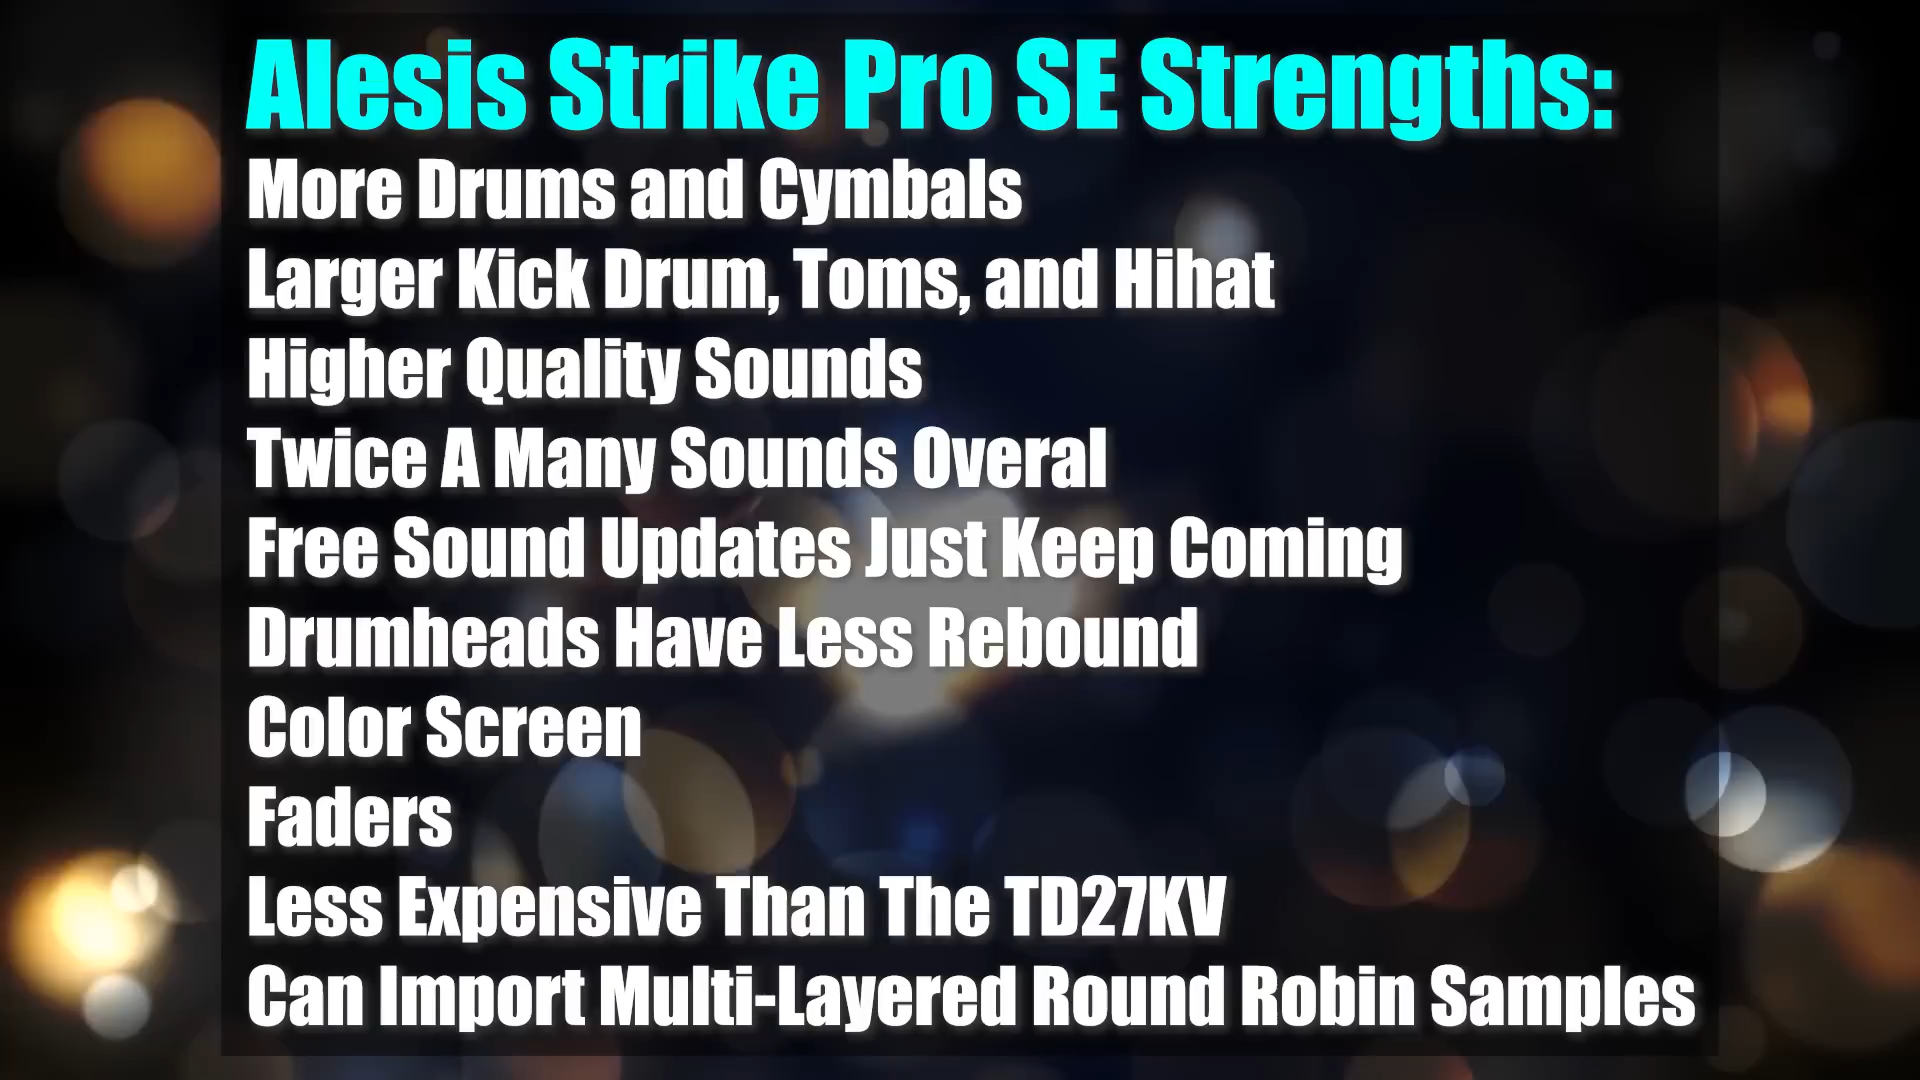 Alesis Strike Pro SE Strengths:
More Drums and Cymbals
Larger Kick Drum, Toms, and Hihat
Higher Quality Sounds
Twice A Many Sounds Overal
Free Sound Updates Just Keep Coming
Drumheads Have Less Rebound
Color Screen
Faders
Less Expensive Than The TD27KV
Can Import Multi-Layered Round Robin Samples